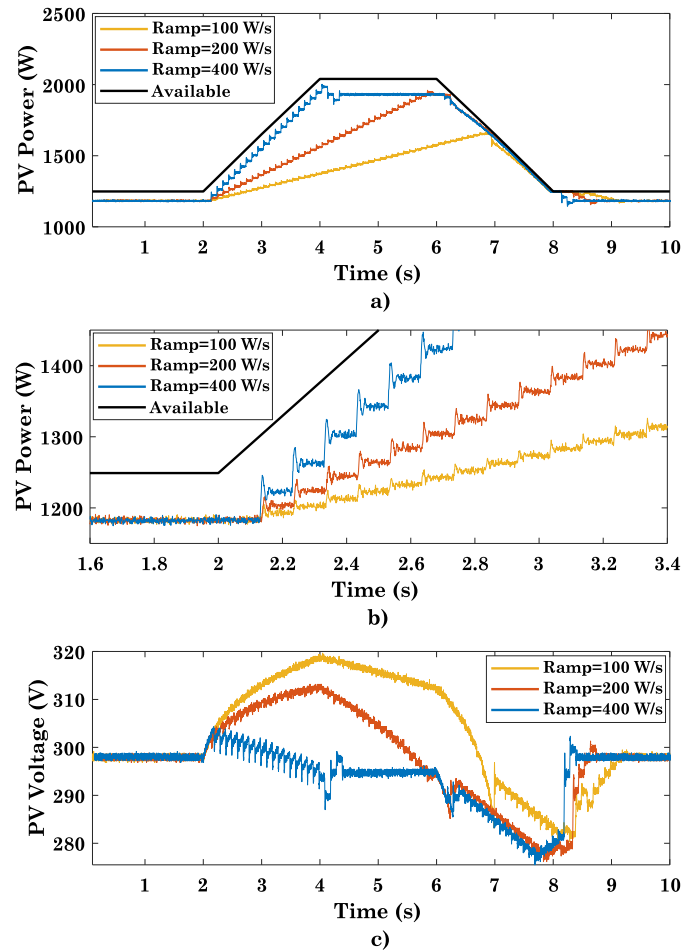 2500
2000
1500
1000
PV Power (W)
Ramp=100 W/s
Ramp=200 W/s
Ramp=400 W/s
Available
1 2 3 4 5 6 7 8 9 10
Time (s)
a)
1400
1300
1200
PV Power (W)
Ramp=100 W/s
Ramp=200 W/s
Ramp=400 W/s
Available
1.6 1.8 2 2.2 2.4 2.6 2.8 3 3.2 3.4
Time (s)
b)
320
310
300
290
280
PV Voltage (V)
Ramp=100 W/s
Ramp=200 W/s
Ramp=400 W/s
1 2 3 4 5 6 7 8 9 10
Time (s)
c)